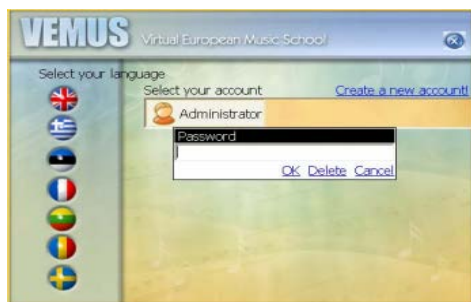 VEMUS Virtual European Music School
Select your language
Select your account Create a new account!
Administrator
Password
OK Delete Cancel